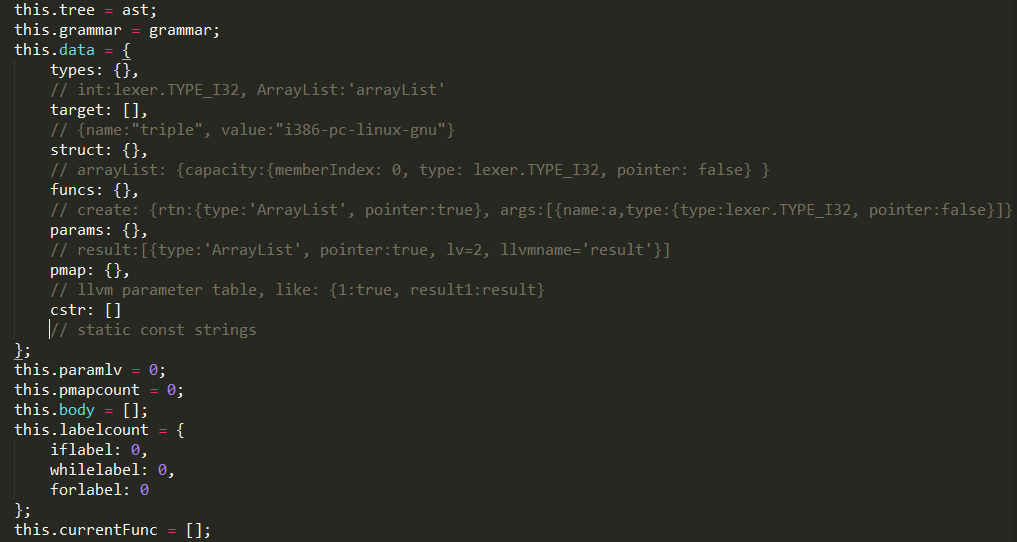 this.tree = ast;
this.grammar = grammar;
this.data = {
types: {},
// int:lexer.TYPE_I32, ArrayList:'arrayList'
target: [],
// {name:"triple", value:"i386-pc-linux-gnu"}
struct: {},
// arrayList: {capacity:{memberIndex: 0, type: lexer.TYPE_I32, pointer: false} }
funcs: {},
// create: {rtn:{type:'ArrayList', pointer:true}, args:[{name:a,type:{type:lexer.TYPE_I32, pointer:false}]}
params: {},
// result:[{type:'ArrayList', pointer:true, lv=2, llvmname='result'}]
pmap: {},
// llvm parameter table, like: {1:true, result1:result}
cstr: []
// static const strings
};
this.paramlv = 0;
this.pmapcount = 0;
this.body = [];
this.labelcount = {
iflabel: 0,
whilelabel: 0,
forlabel: 0
};
this.currentFunc = [];